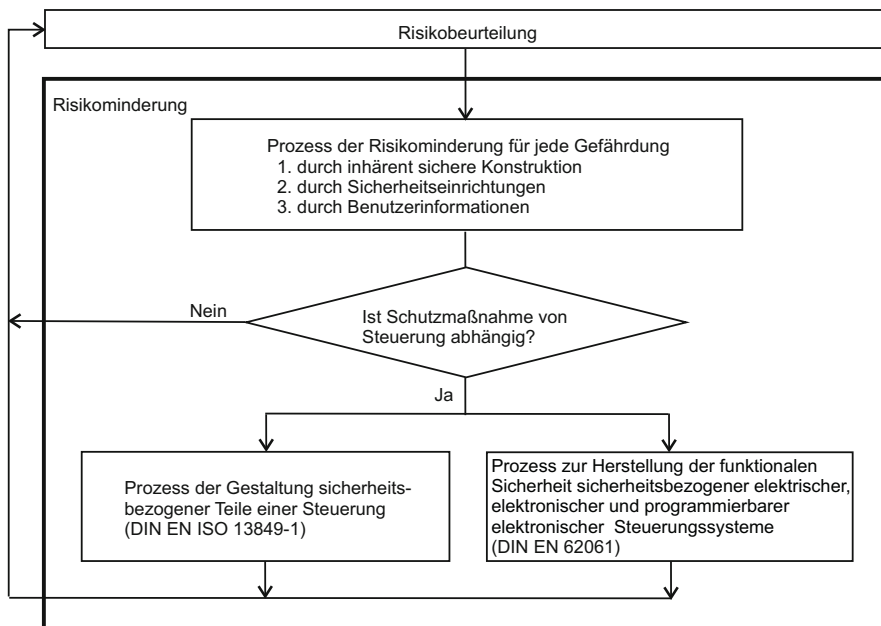 Risikobeurteilung
Risikominderung
Prozess der Risikominderung für jede Gefährdung
1. durch inhärent sichere Konstruktion
2. durch Sicherheitseinrichtungen
3. durch Benutzerinformationen
Nein
Ist Schutzmaßnahme von
Steuerung abhängig?
Ja
Prozess der Gestaltung sicherheits-
bezogener Teile einer Steuerung
(DIN EN ISO 13849-1)
Prozess zur Herstellung der funktionalen
Sicherheit sicherheitsbezogener elektrischer,
elektronischer und programmierbarer
elektronischer Steuerungssysteme
(DIN EN 62061)